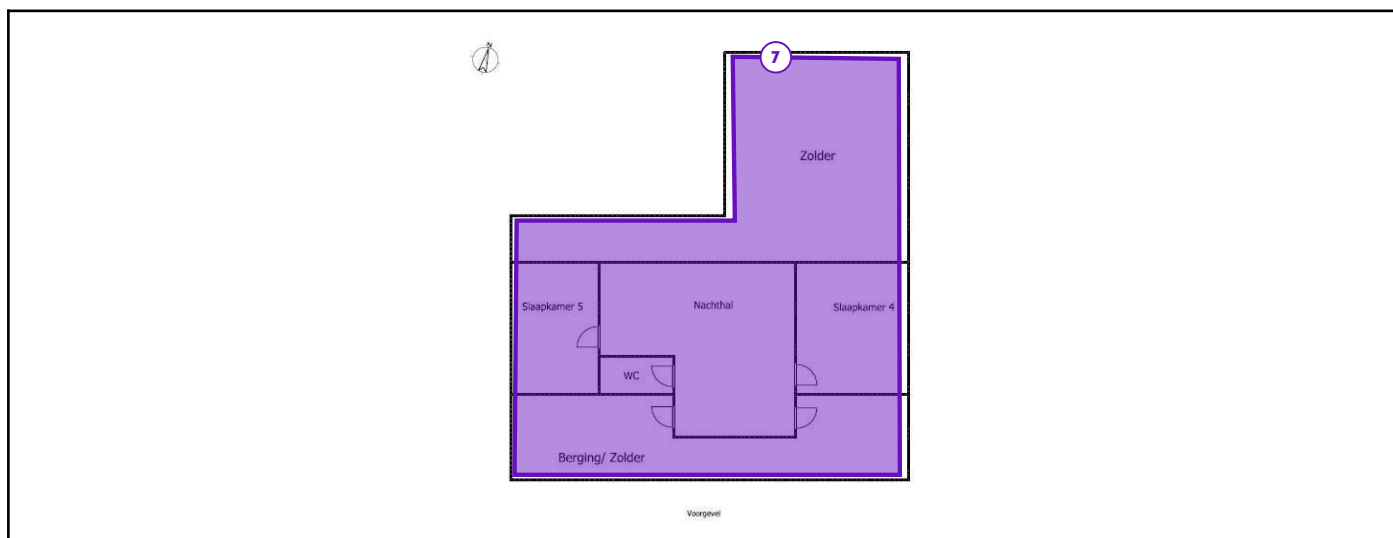 N
7
Zolder
Slaapkamer 5
Nachthal
Slaapkamer 4
WC
Berging/ Zolder
Voorgevel